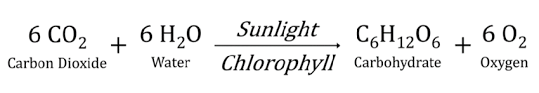 6 CO₂ + 6 H₂O Sunlight C₆H₁₂O₆ + 6 O₂
Carbon Dioxide Water Chlorophyll Carbohydrate Oxygen